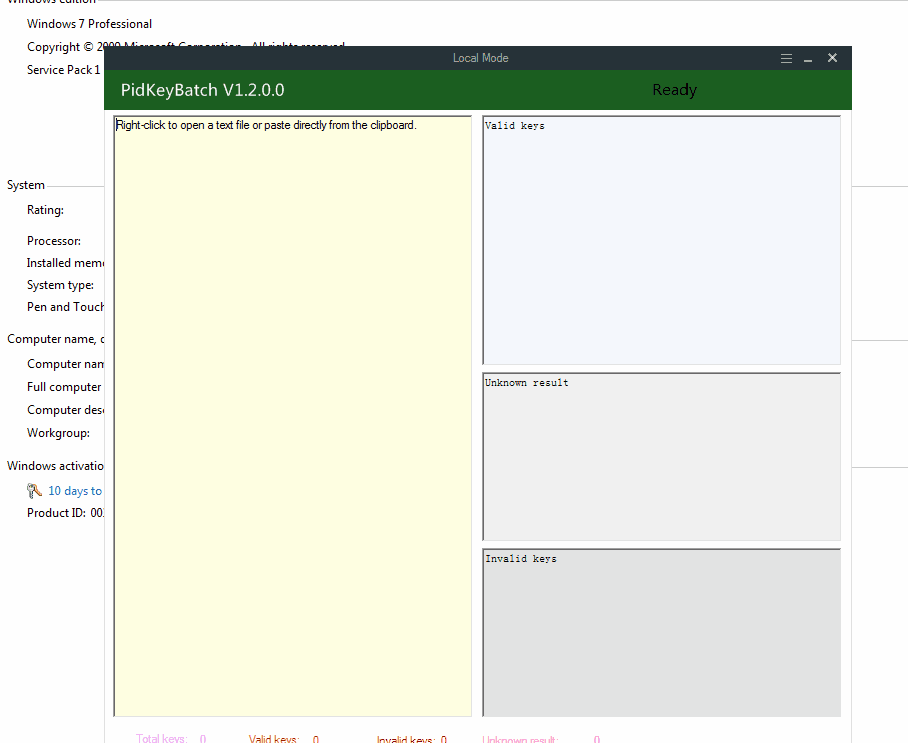 Windows edition
Windows 7 Professional
Copyright © 2009 Microsoft Corporation. All rights reserved.
Service Pack 1
Local Mode
PidKeyBatch V1.2.0.0
Ready
Right-click to open a text file or paste directly from the clipboard.
Valid keys
Unknown result
Invalid keys
System
Rating:
Processor:
Installed mem
System type:
Pen and Touch
Computer name, d
Computer nam
Full computer
Computer desc
Workgroup:
Windows activatio
10 days to
Product ID: 00
Total keys: 0
Valid keys: 0
Invalid keys: 0
Unknown result: 0